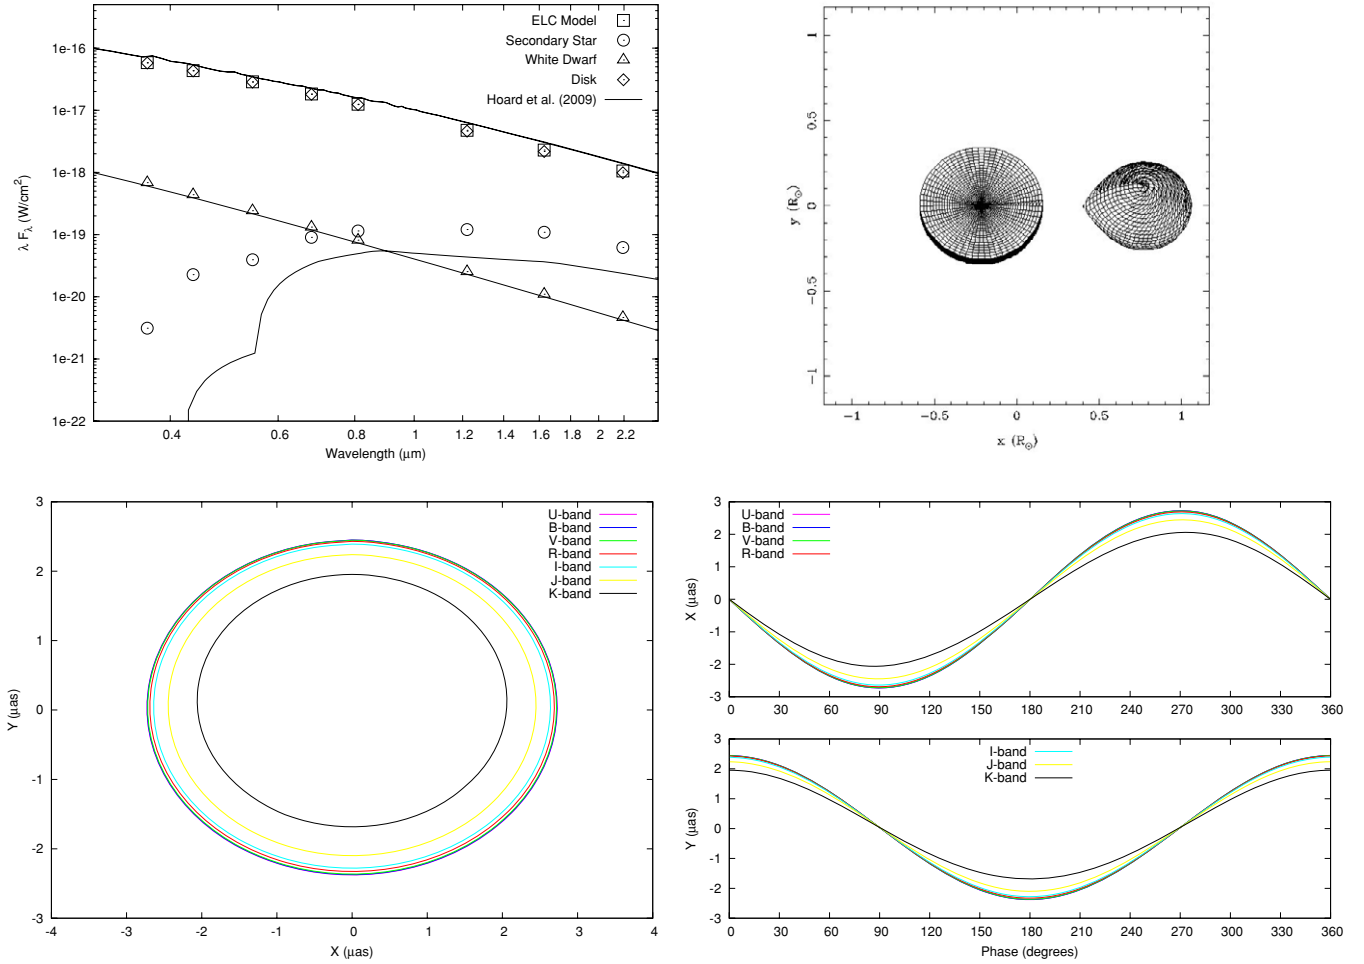 ELC Model
Secondary Star
White Dwarf
Disk
Hoard et al. (2009)
1e-16
1e-17
1e-18
1e-19
1e-20
1e-21
1e-22
λ Fλ (W/cm2)
0.4 0.6 0.8 1 1.2 1.6 2 2.2
Wavelength (μm)
1
0.5
0
−0.5
−1
y (R⊙)
−1 −0.5 0 0.5 1
x (R⊙)
3
2
1
0
-1
-2
-3
Y (μas)
U-band
B-band
V-band
R-band
I-band
J-band
K-band
-4 -3 -2 -1 0 1 2 3 4
X (μas)
3
2
1
0
-1
-2
-3
X (μas)
U-band
B-band
V-band
R-band
0 30 60 90 120 150 180 210 240 270 300 330 360
3
2
1
0
-1
-2
-3
Y (μas)
I-band
J-band
K-band
0 30 60 90 120 150 180 210 240 270 300 330 360
Phase (degrees)